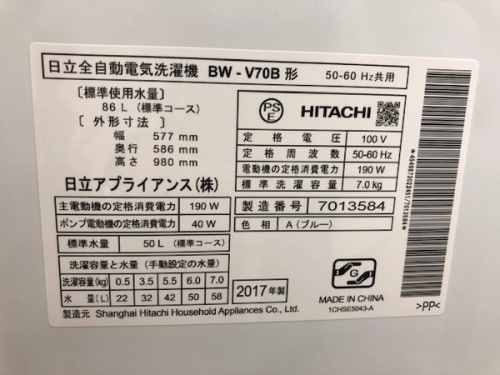 日立全自動電気洗濯機 BW-V70B 形 50-60 Hz共用
〔標準使用水量〕
86 L (標準コース)
〔外形寸法〕
幅 577 mm
奥行 586 mm
高さ 980 mm
日立アプライアンス(株)
主電動機の定格消費電力 190 W
ポンプ電動機の定格消費電力 40 W
標準水量 50 L (標準コース)
洗濯容量と水量 (手動設定の水量)
洗濯容量(kg) 0.5 3.5 5.5 6.0 7.0
水量(L) 22 32 42 50 58
製造元 Shanghai Hitachi Household Appliances Co., Ltd.
PS
E
HITACHI
定格電圧 100 V
定格周波数 50-60 Hz
電動機の定格消費電力 190 W
標準洗濯容量 7.0 kg
製造番号 7013584
色相 A (ブルー)
2017年製
G
MADE IN CHINA
1CHSE5043-A
>PP<